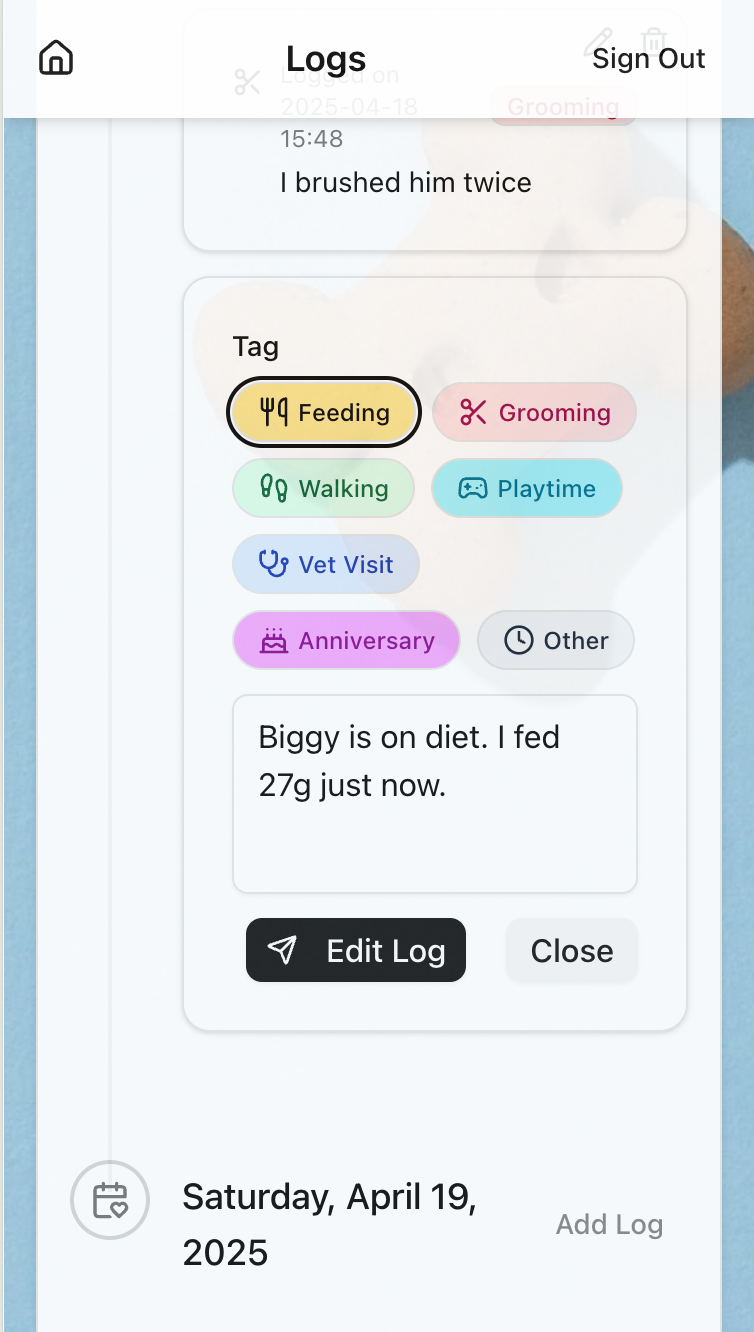 Logs
Sign Out
Logged on
2025-04-18
Grooming
15:48
I brushed him twice
Tag
Feeding
Grooming
Walking
Playtime
Vet Visit
Anniversary
Other
Biggy is on diet. I fed
27g just now.
Edit Log
Close
Saturday, April 19,
2025
Add Log